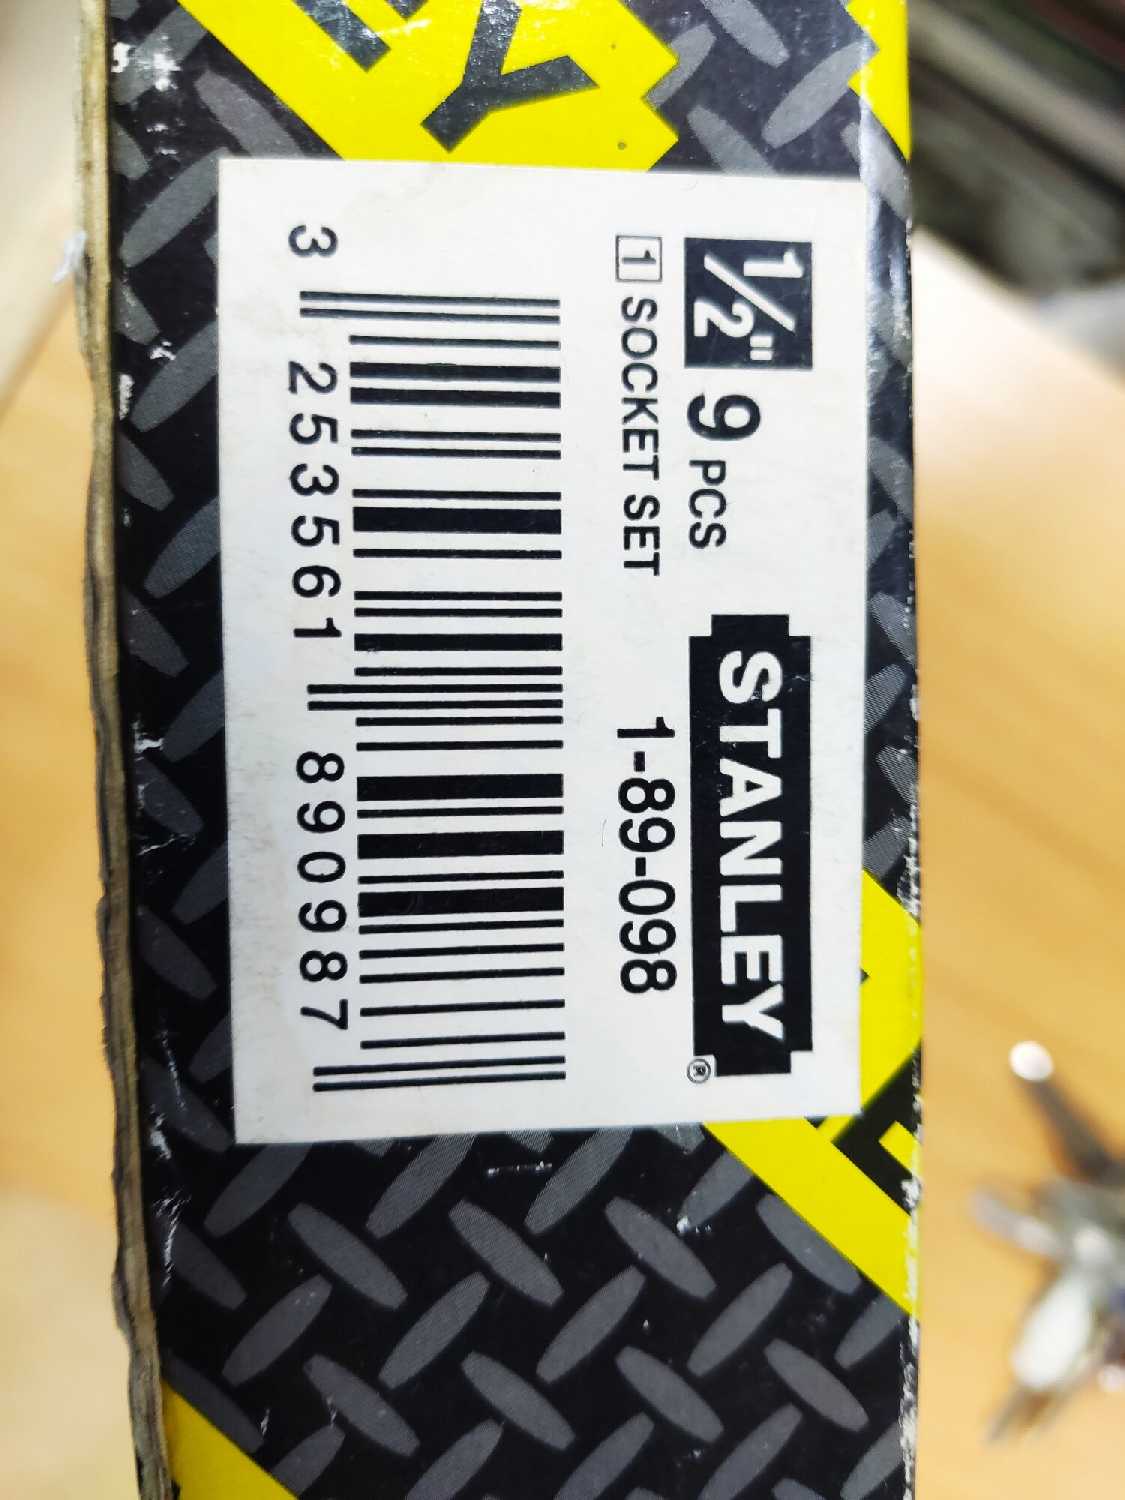 1/2" 9 PCS
STANLEY®
1 SOCKET SET
1-89-098
3 253561 890987